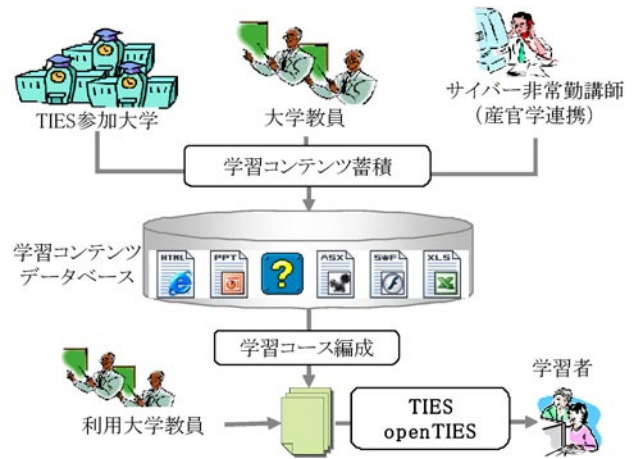 TIES参加大学
大学教員
サイバー非常勤講師
(産官学連携)
学習コンテンツ蓄積
学習コンテンツ
データベース
HTML
PPT
?
ASX
SWF
XLS
学習コース編成
学習者
利用大学教員
TIES
openTIES